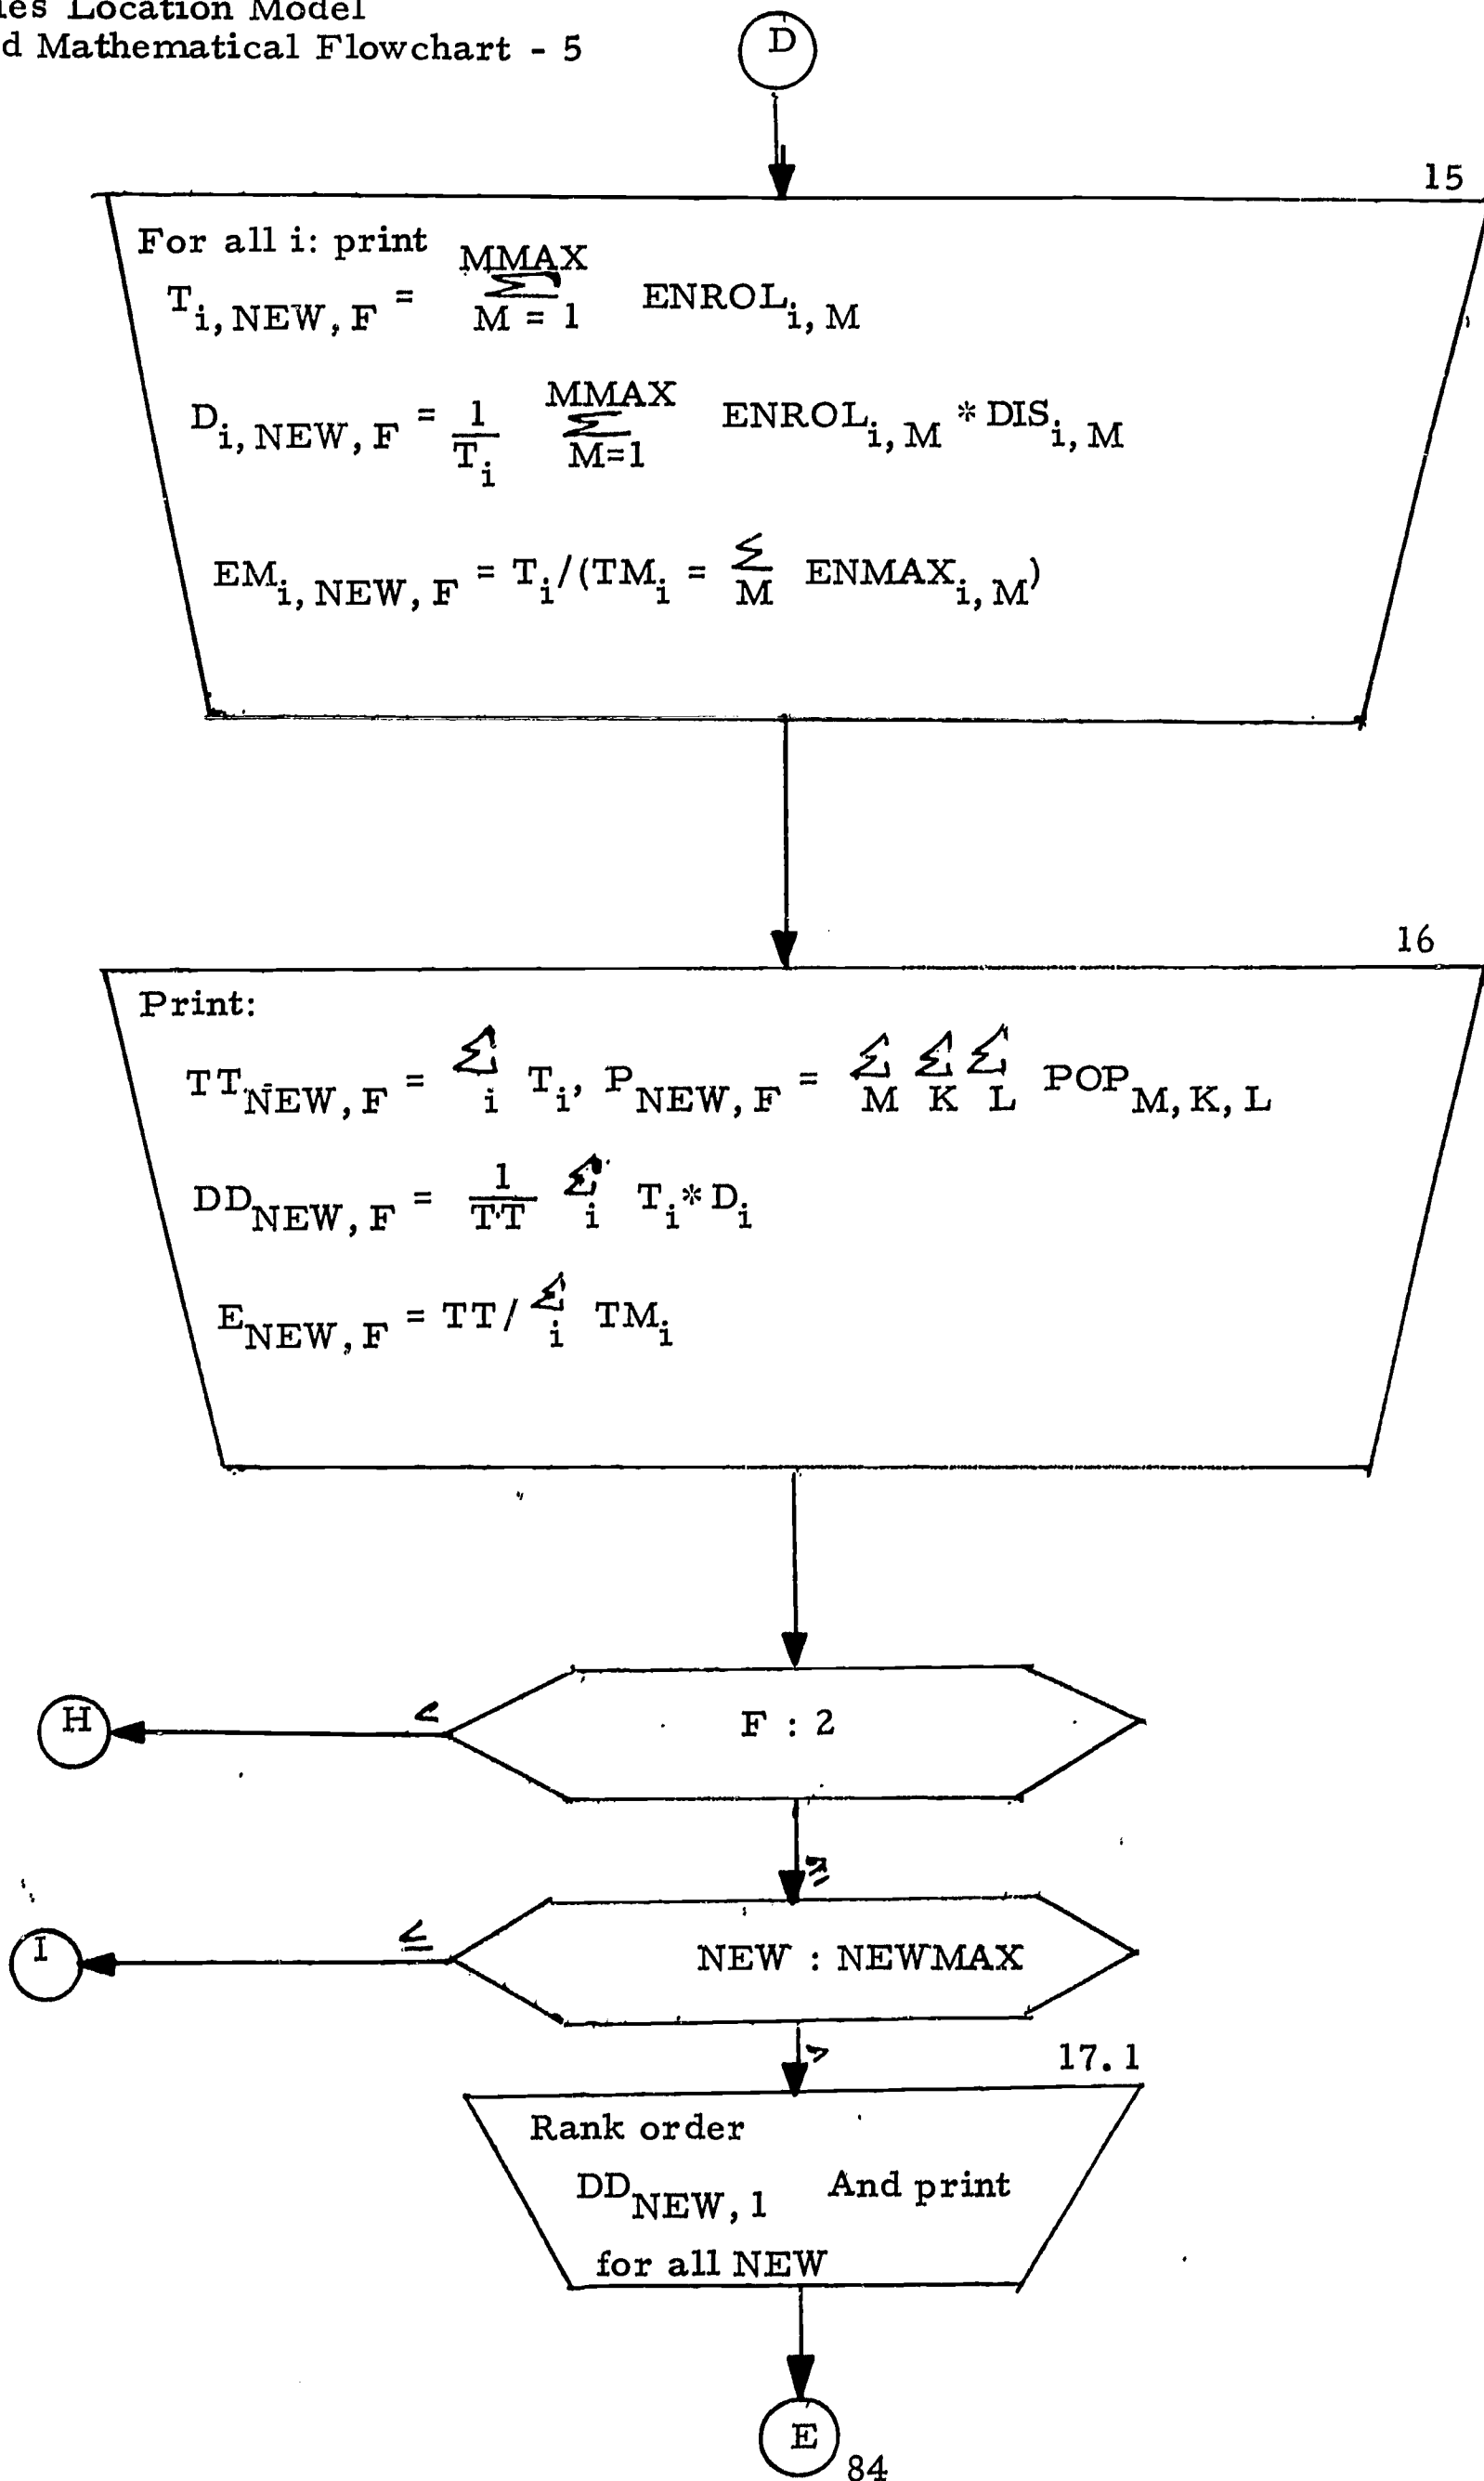 les Location Model
d Mathematical Flowchart - 5
D
15
For all i: print
T i, NEW, F = MMAX Σ M = 1 ENROL i, M
D i, NEW, F = 1 / T i MMAX Σ M=1 ENROL i, M * DIS i, M
EM i, NEW, F = T i /(TM i = Σ M ENMAX i, M )
16
Print:
TT NEW, F = Σ i T i , P NEW, F = Σ M Σ K Σ L POP M, K, L
DD NEW, F = 1 / TT Σ i T i * D i
E NEW, F = TT / Σ i TM i
H
<
F : 2
≥
I
≤
NEW : NEWMAX
>
17.1
Rank order
DD NEW, 1 And print
for all NEW
E
84